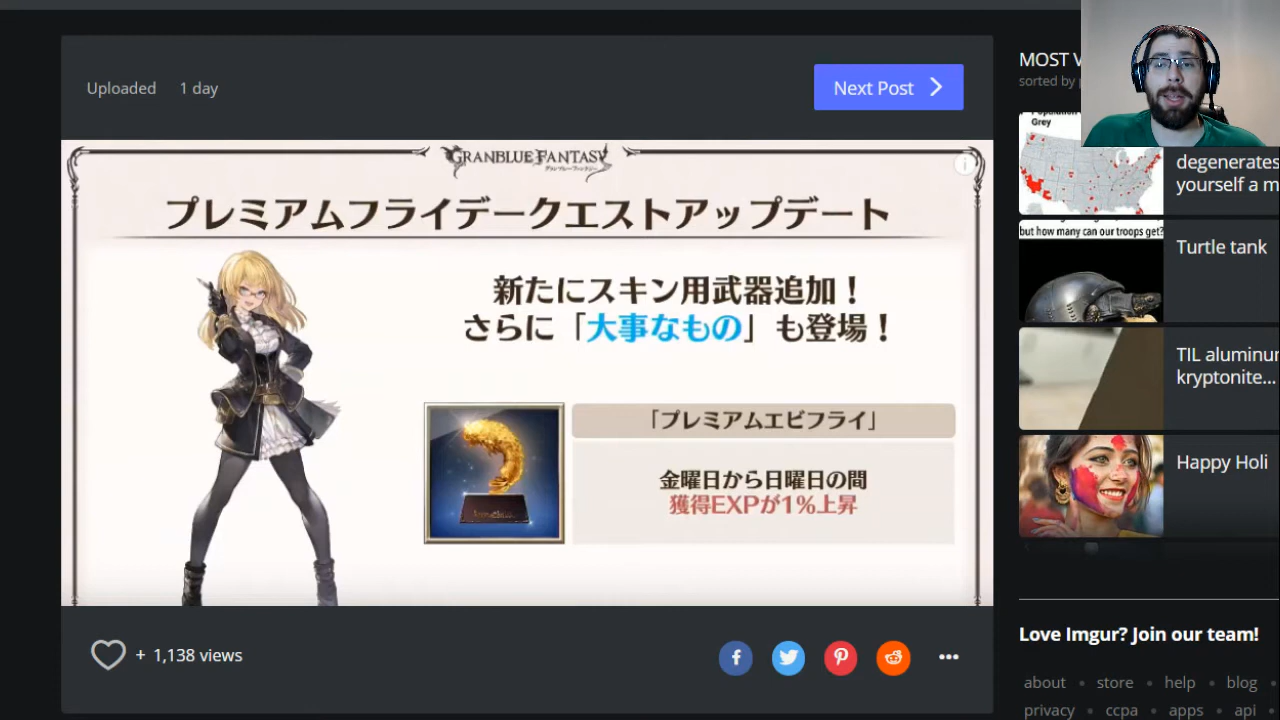 Uploaded 1 day
Next Post
GRANBLUE FANTASY
グランブルーファンタジー
プレミアムフライデークエストアップデート
新たにスキン用武器追加！
さらに「大事なもの」も登場！
「プレミアムエビフライ」
金曜日から日曜日の間
獲得EXPが1%上昇
+ 1,138 views
MOST V
sorted by
Grey
degenerates
yourself a m
but how many can our troops get?
Turtle tank
TIL aluminu
kryptonite...
Happy Holi
Love Imgur? Join our team!
about • store • help • blog •
privacy • ccpa • apps • api •